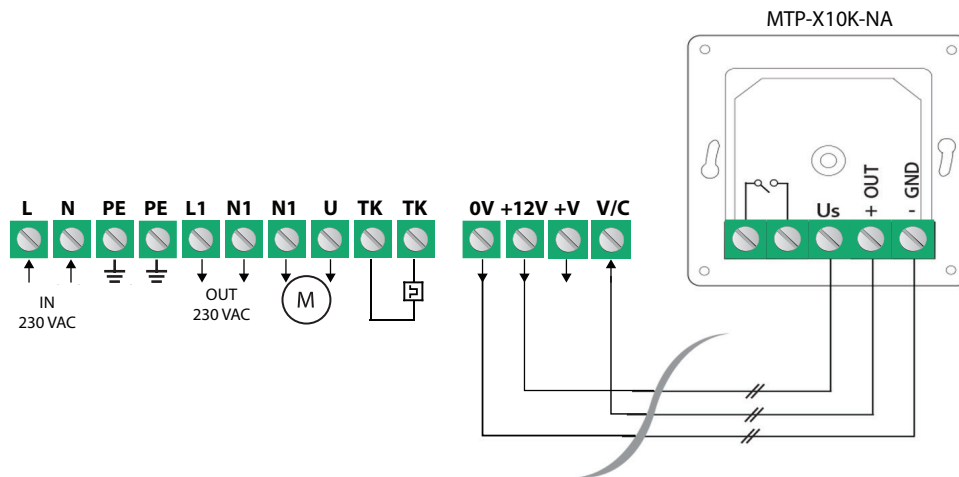 MTP-X10K-NA
Us
+ OUT
- GND
L N PE PE L1 N1 N1 U TK TK
0V +12V +V V/C
IN
230 VAC
OUT
230 VAC
M